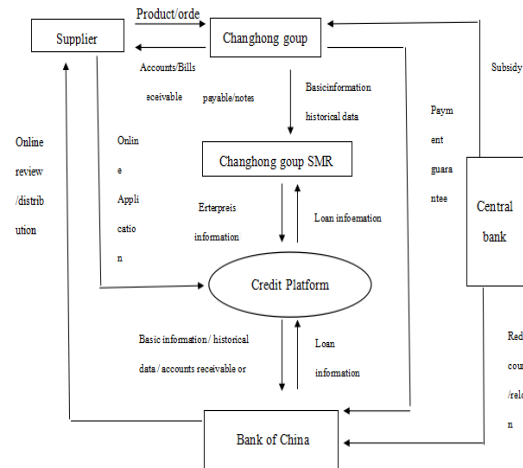 Product/orde
Supplier
Changhong goup
Accounts/Bills
eceivable
payable/notes
Basicinformation
historical data
Subsidy
Online
review
/distrib
ution
Onlin
e
Appli
catio
n
Paym
ent
guara
ntee
Changhong goup SMR
Central
bank
Erterpreis
information
Loan infoemation
Credit Platform
Basic information / historical
data / accounts receivable or
Loan
information
Red
cour
/relo
n
Bank of China